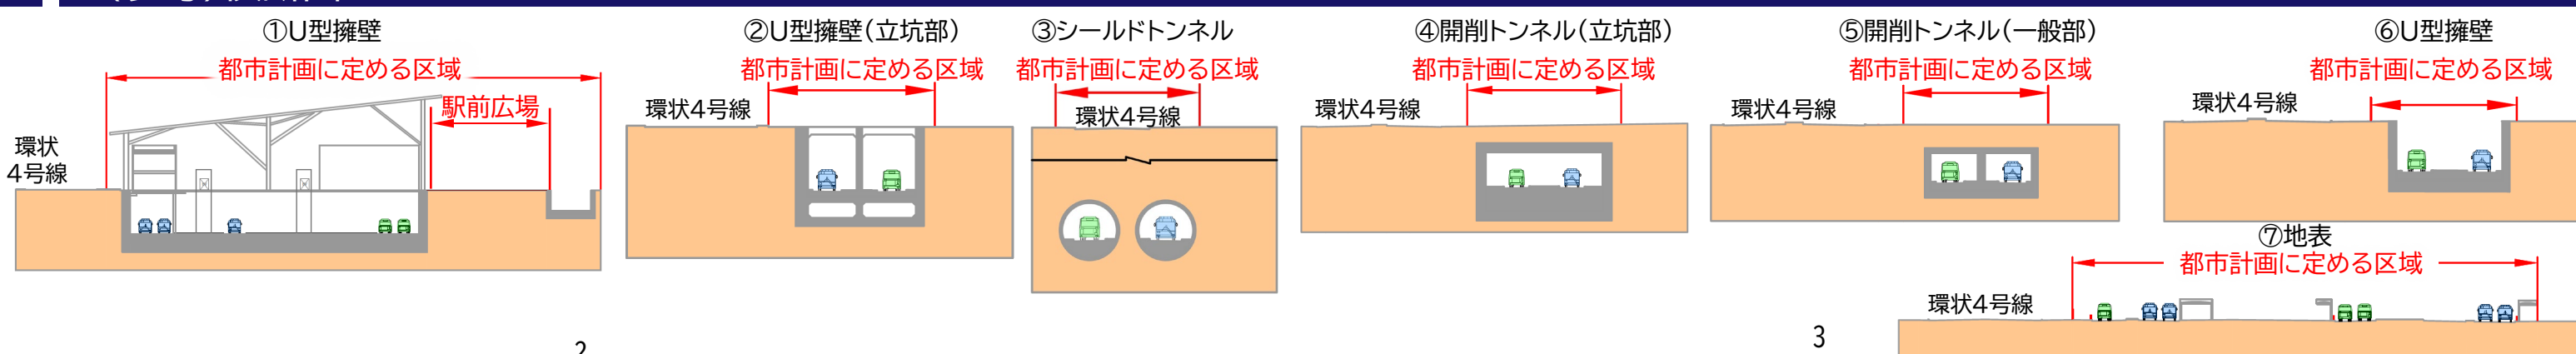 ①U型擁壁
都市計画に定める区域
駅前広場
環状
4号線
②U型擁壁(立坑部)
都市計画に定める区域
環状4号線
③シールドトンネル
都市計画に定める区域
環状4号線
④開削トンネル(立坑部)
都市計画に定める区域
環状4号線
⑤開削トンネル(一般部)
都市計画に定める区域
環状4号線
⑥U型擁壁
都市計画に定める区域
環状4号線
⑦地表
都市計画に定める区域
環状4号線
2
3